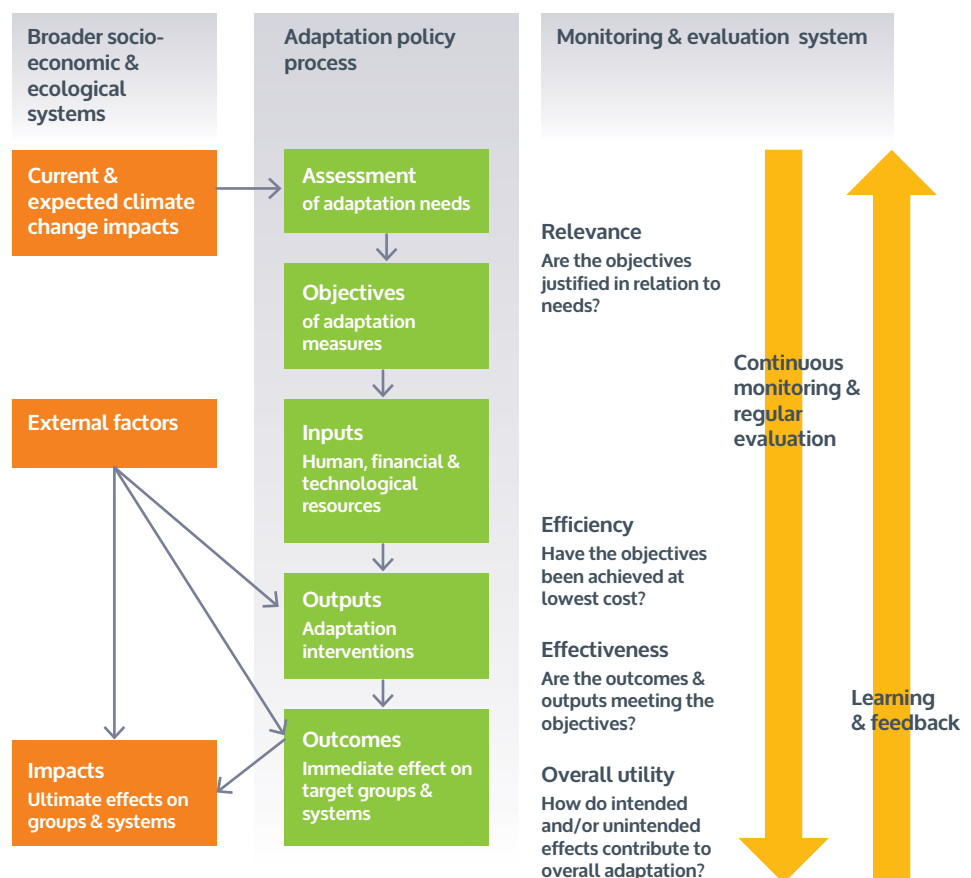 Broader socio-
economic &
ecological
systems
Adaptation policy
process
Monitoring & evaluation system
Current &
expected climate
change impacts
Assessment
of adaptation needs
Relevance
Are the objectives
justified in relation to
needs?
Objectives
of adaptation
measures
Continuous
monitoring &
regular
evaluation
External factors
Inputs
Human, financial &
technological
resources
Efficiency
Have the objectives
been achieved at
lowest cost?
Outputs
Adaptation
interventions
Effectiveness
Are the outcomes &
outputs meeting the
objectives?
Learning
& feedback
Impacts
Ultimate effects on
groups & systems
Outcomes
Immediate effect on
target groups &
systems
Overall utility
How do intended
and/or unintended
effects contribute to
overall adaptation?